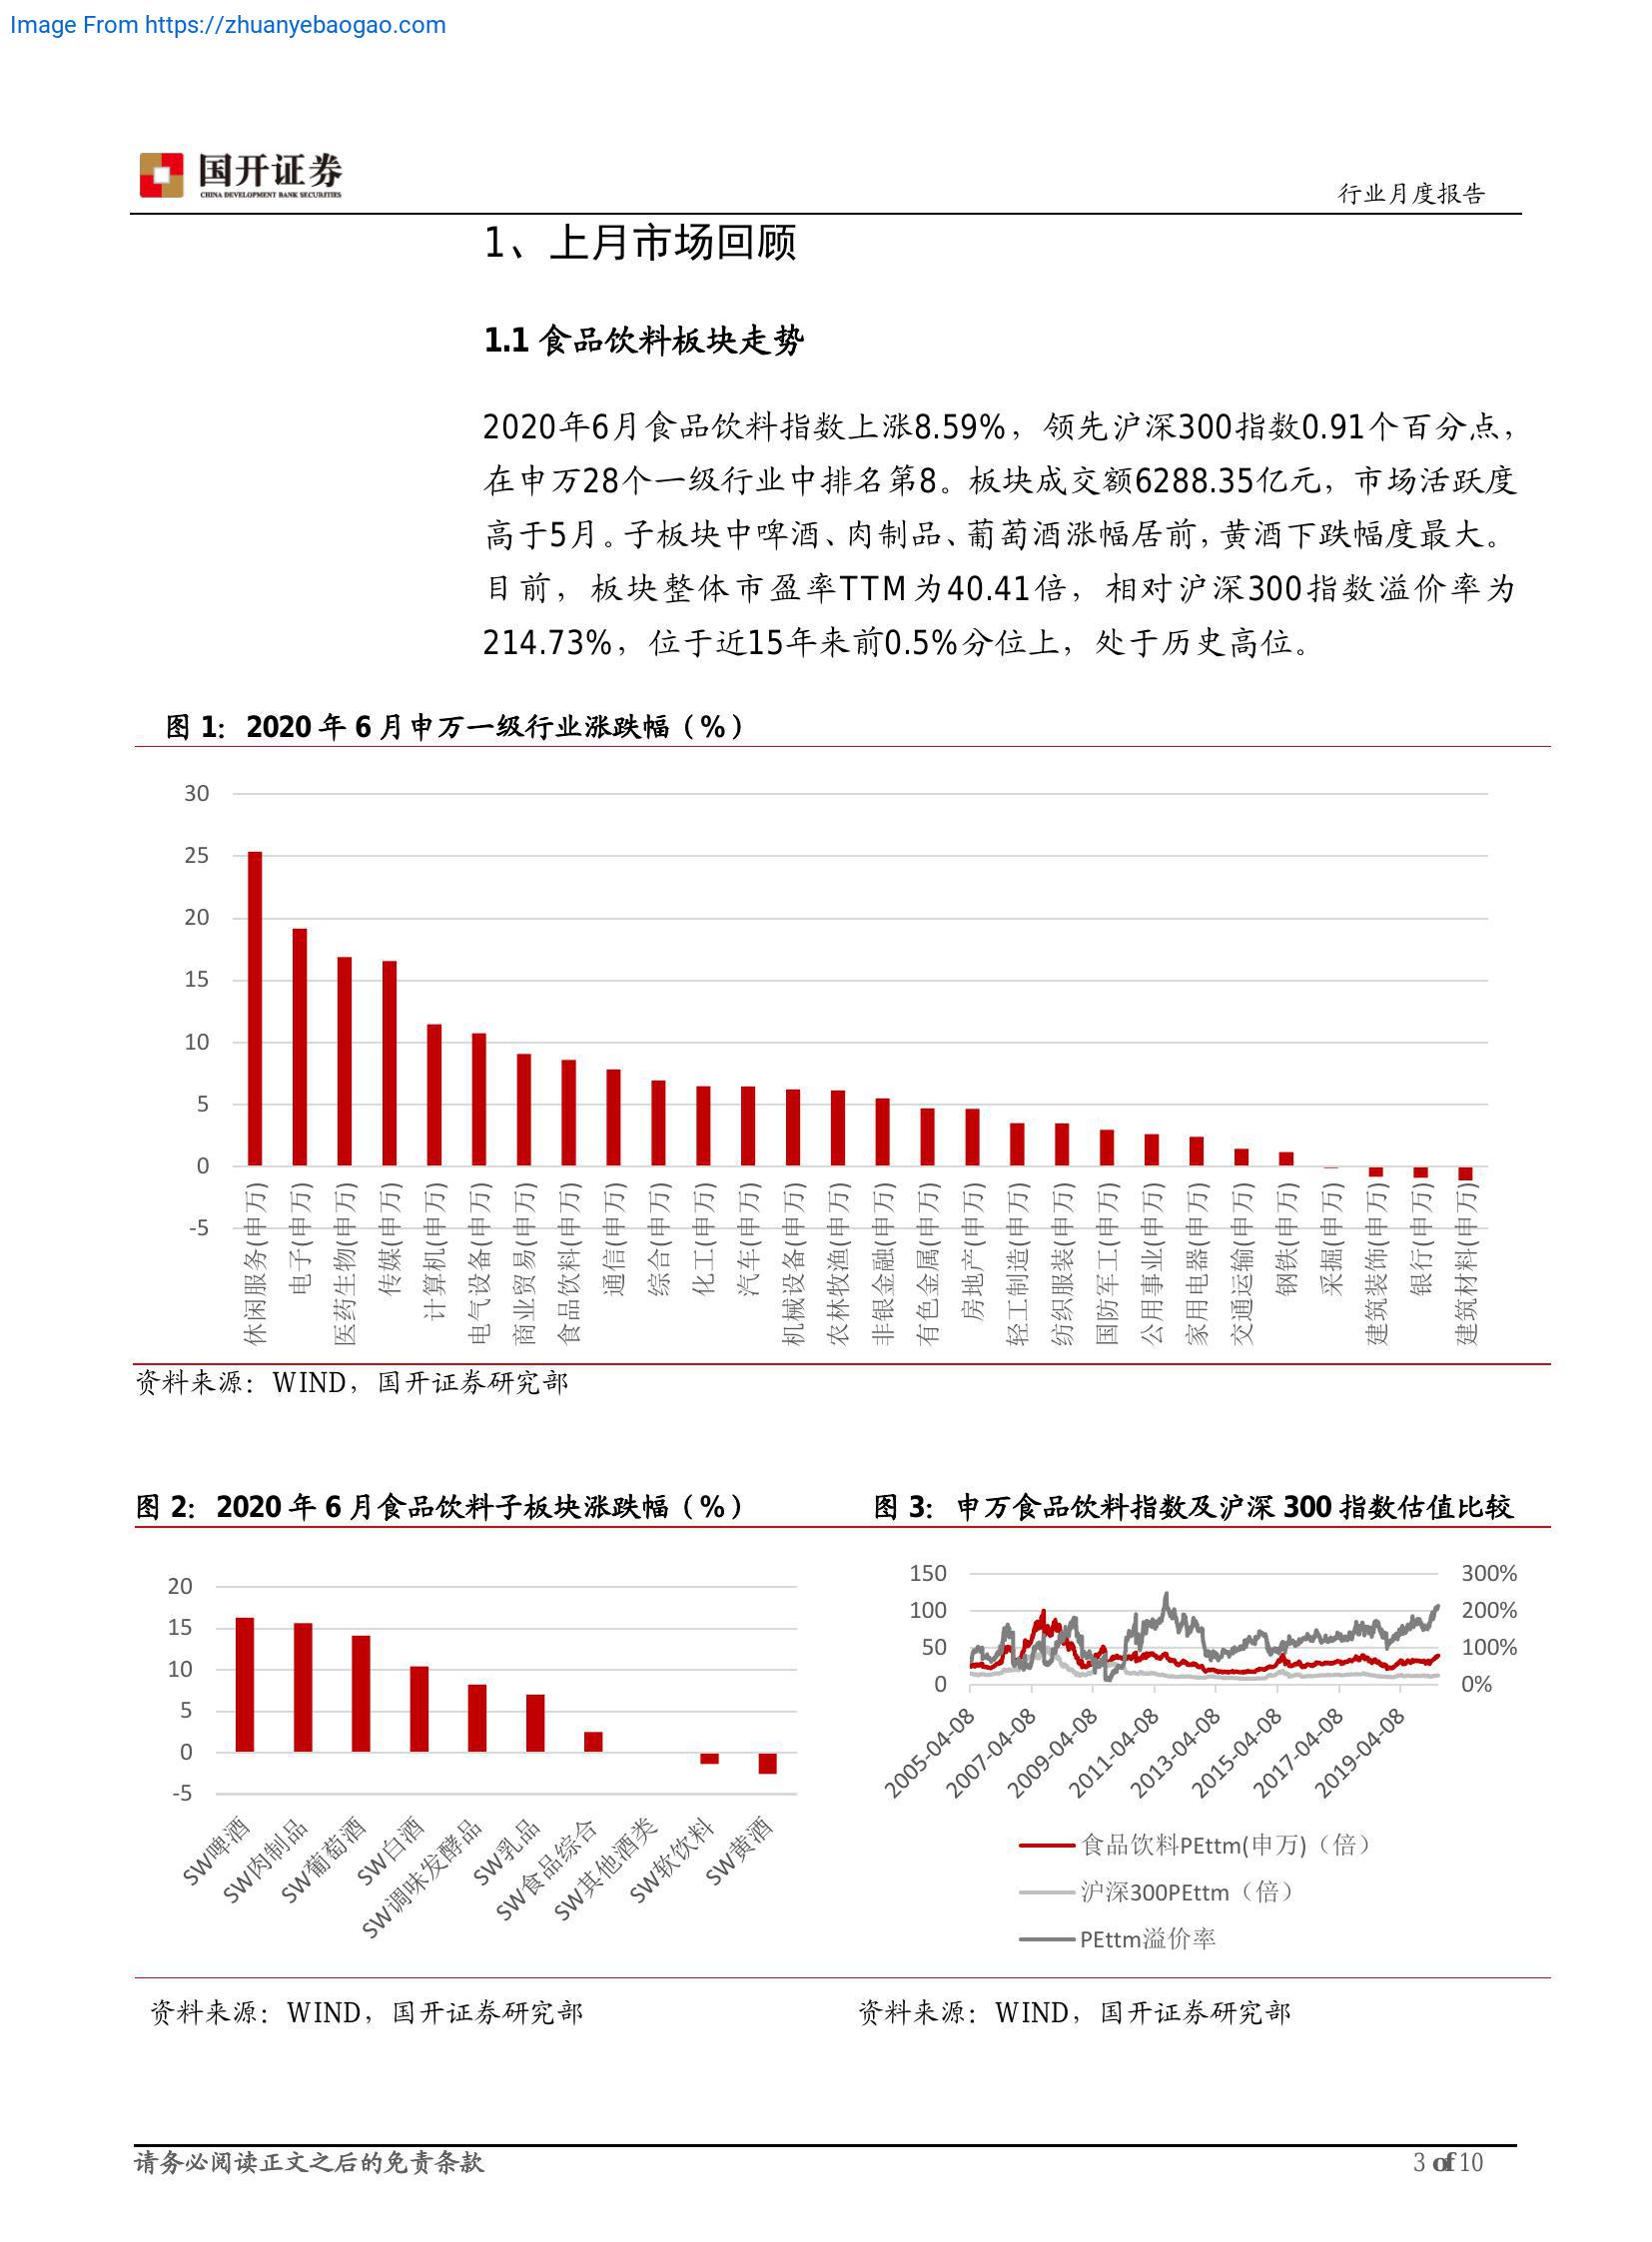 Image From https://zhuanyebaogao.com
国开证券
CHINA DEVELOPMENT BANK SECURITIES
行业月度报告
1、上月市场回顾
1.1 食品饮料板块走势
2020年6月食品饮料指数上涨8.59%，领先沪深300指数0.91个百分点，
在申万28个一级行业中排名第8。板块成交额6288.35亿元，市场活跃度
高于5月。子板块中啤酒、肉制品、葡萄酒涨幅居前，黄酒下跌幅度最大。
目前，板块整体市盈率TTM为40.41倍，相对沪深300指数溢价率为
214.73%，位于近15年来前0.5%分位上，处于历史高位。
图 1：2020 年 6 月申万一级行业涨跌幅（%）
30
25
20
15
10
5
0
-5
休闲服务(申万)
电子(申万)
医药生物(申万)
传媒(申万)
计算机(申万)
电气设备(申万)
商业贸易(申万)
食品饮料(申万)
通信(申万)
综合(申万)
化工(申万)
汽车(申万)
机械设备(申万)
农林牧渔(申万)
非银金融(申万)
有色金属(申万)
房地产(申万)
轻工制造(申万)
纺织服装(申万)
国防军工(申万)
公用事业(申万)
家用电器(申万)
交通运输(申万)
钢铁(申万)
采掘(申万)
建筑装饰(申万)
银行(申万)
建筑材料(申万)
资料来源：WIND，国开证券研究部
图 2：2020 年 6 月食品饮料子板块涨跌幅（%）
20
15
10
5
0
-5
SW啤酒
SW肉制品
SW葡萄酒
SW白酒
SW调味发酵品
SW乳品
SW食品综合
SW其他酒类
SW软饮料
SW黄酒
图 3：申万食品饮料指数及沪深 300 指数估值比较
150
100
50
0
300%
200%
100%
0%
2005-04-08
2007-04-08
2009-04-08
2011-04-08
2013-04-08
2015-04-08
2017-04-08
2019-04-08
食品饮料PEttm(申万)（倍）
沪深300PEttm（倍）
PEttm溢价率
资料来源：WIND，国开证券研究部
资料来源：WIND，国开证券研究部
请务必阅读正文之后的免责条款
3 of 10